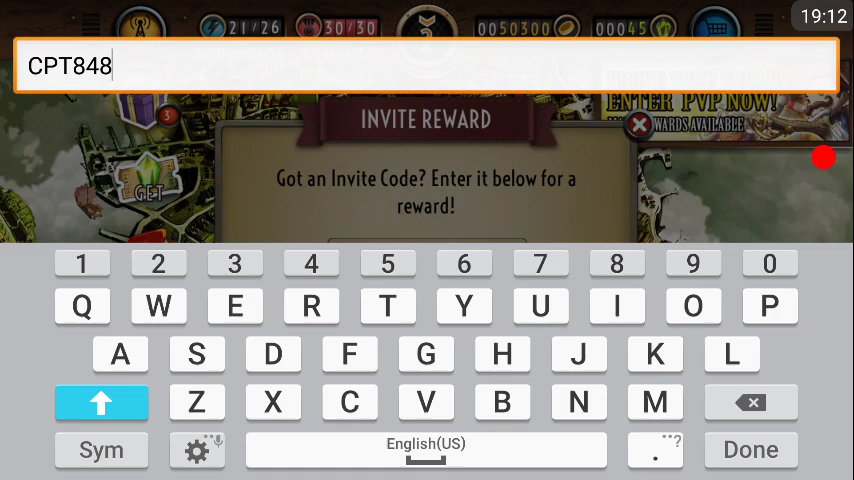 19:12
21/26
30/30
0050300
00045
CPT848
3
ENTER PVP NOW!
WARDS AVAILABLE
INVITE REWARD
GET
Got an Invite Code? Enter it below for a
reward!
1 2 3 4 5 6 7 8 9 0
Q W E R T Y U I O P
A S D F G H J K L
Z X C V B N M
Sym English(US) . ? Done